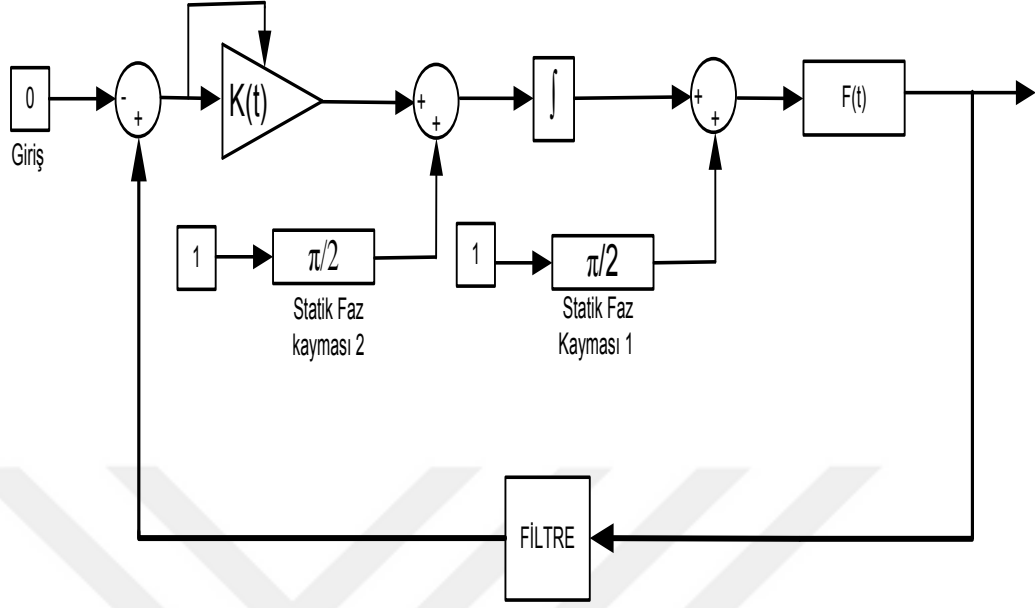 0
Giriş
-
+
K(t)
+
+
∫
+
+
F(t)
1
π/2
Statik Faz
kayması 2
1
π/2
Statik Faz
Kayması 1
FİLTRE